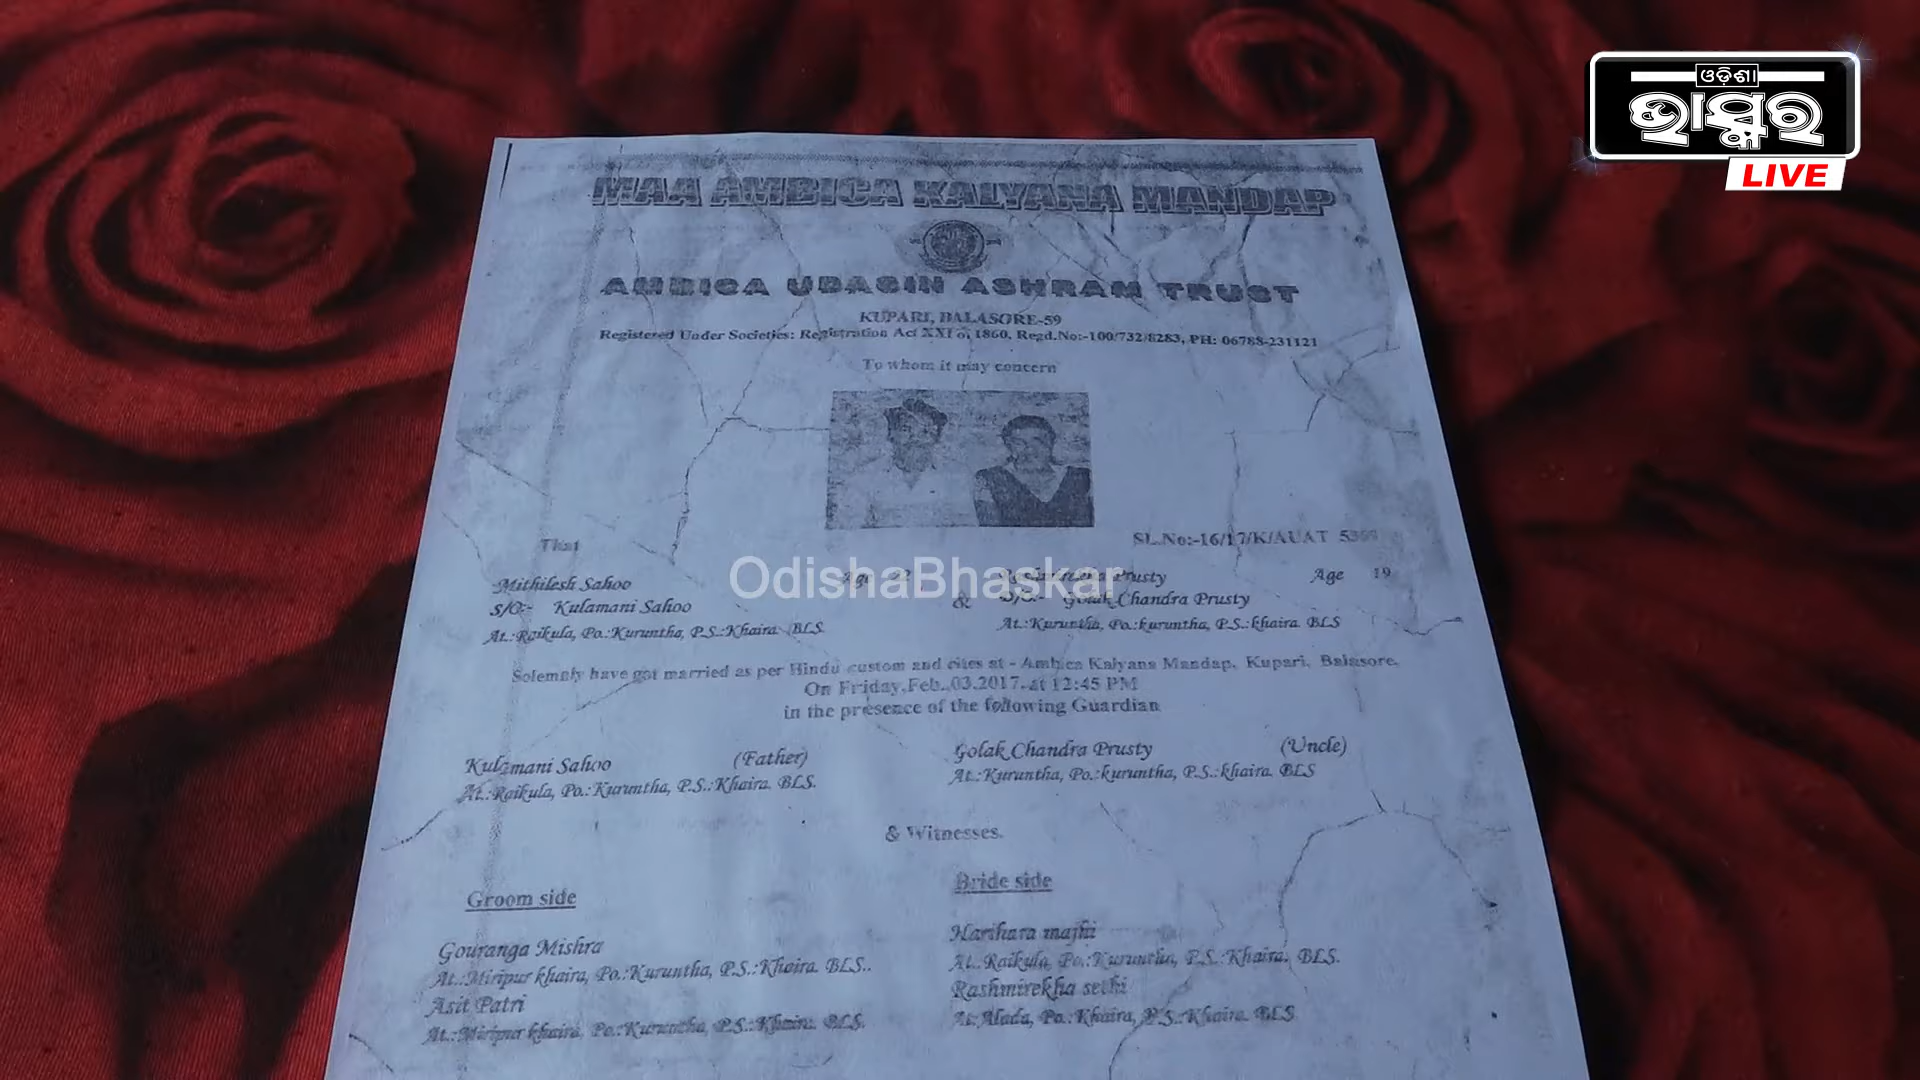 ଓଡ଼ିଶା
ଭାସ୍କର
LIVE
MAA AMBICA KALYANA MANDAP
AMBICA UDASIN ASHRAM TRUST
KUPARI, BALASORE-59
Registered Under Societies: Registration Act XXI of 1860, Regd.No:-100/732/8283, PH: 06788-231121
To whom it may concern
That
SL.No:-16/17/K/AUAT
Mithilesh Sahoo Age Prusty Age 19
S/O:- Kulamani Sahoo & Golak Chandra Prusty
At.:Raikula, Po.:Kuruntha, P.S.:Khaira. BLS. At.:Kuruntha, Po.:kuruntha, P.S.:khaira. BLS
OdishaBhaskar
Solemnly have got married as per Hindu custom and cites at - Ambica Kalyana Mandap, Kupari, Balasore.
On Friday,Feb.,03.2017, at 12:45 PM
in the presence of the following Guardian
Kulamani Sahoo (Father) Golak Chandra Prusty (Uncle)
At.:Raikula, Po.:Kuruntha, P.S.:Khaira. BLS. At.:Kuruntha, Po.:kuruntha, P.S.:khaira. BLS
& Witnesses.
Groom side
Gouranga Mishra
At.:Miripur khaira, Po.:Kuruntha, P.S.:Khaira. BLS..
Asit Patri
At.:Miripur khaira, Po.:Kuruntha, P.S.:Khaira. BLS.
Bride side
Harihara majhi
At.:Raikula, Po.:Kuruntha, P.S.:Khaira. BLS.
Rashmirekha sethi
At:Alada, Po.:Khaira, P.S.:Khaira. BLS.